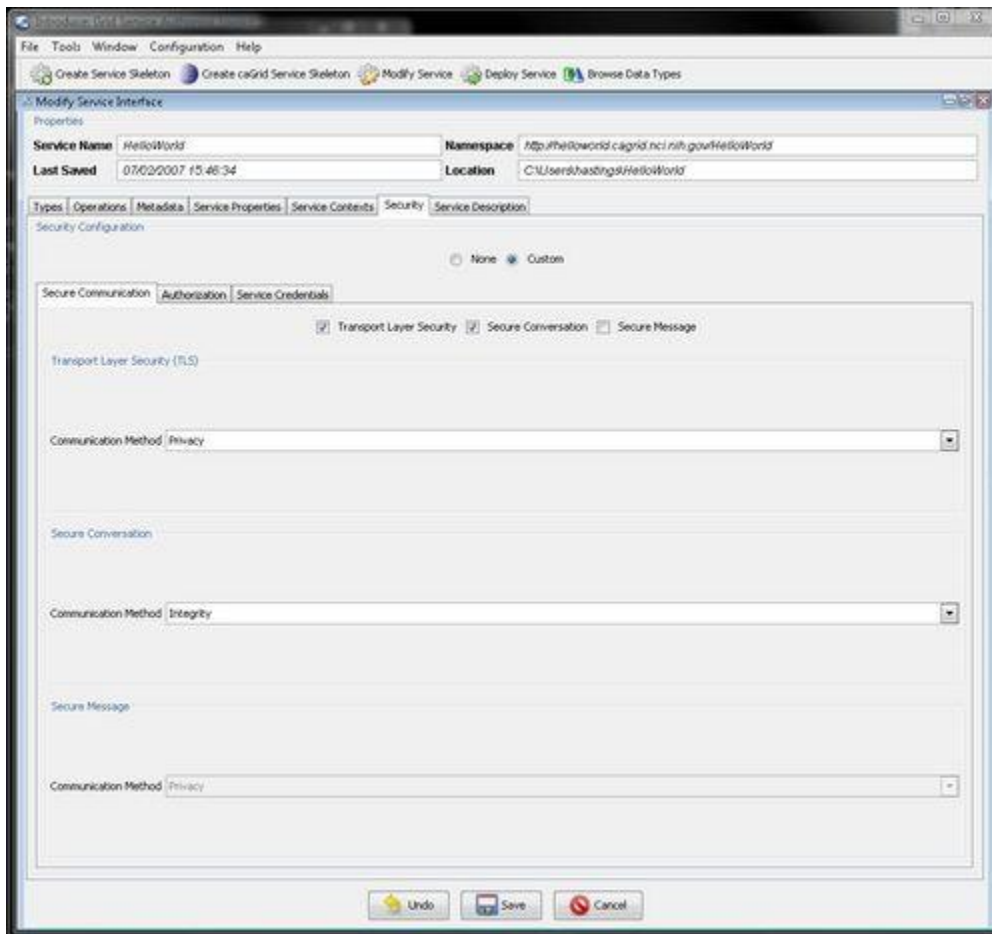 Introduce: Grid Service Authoring
File Tools Window Configuration Help
Create Service Skeleton Create caGrid Service Skeleton Modify Service Deploy Service Browse Data Types
Modify Service Interface
Properties
Service Name HelloWorld Namespace http://helloworld.cagrid.nci.nih.gov/HelloWorld
Last Saved 07/02/2007 15:46:34 Location C:\Users\hastings\HelloWorld
Types Operations Metadata Service Properties Service Contexts Security Service Description
Security Configuration
None Custom
Secure Communication Authorization Service Credentials
Transport Layer Security Secure Conversation Secure Message
Transport Layer Security (TLS)
Communication Method Privacy
Secure Conversation
Communication Method Integrity
Secure Message
Communication Method Privacy
Undo Save Cancel